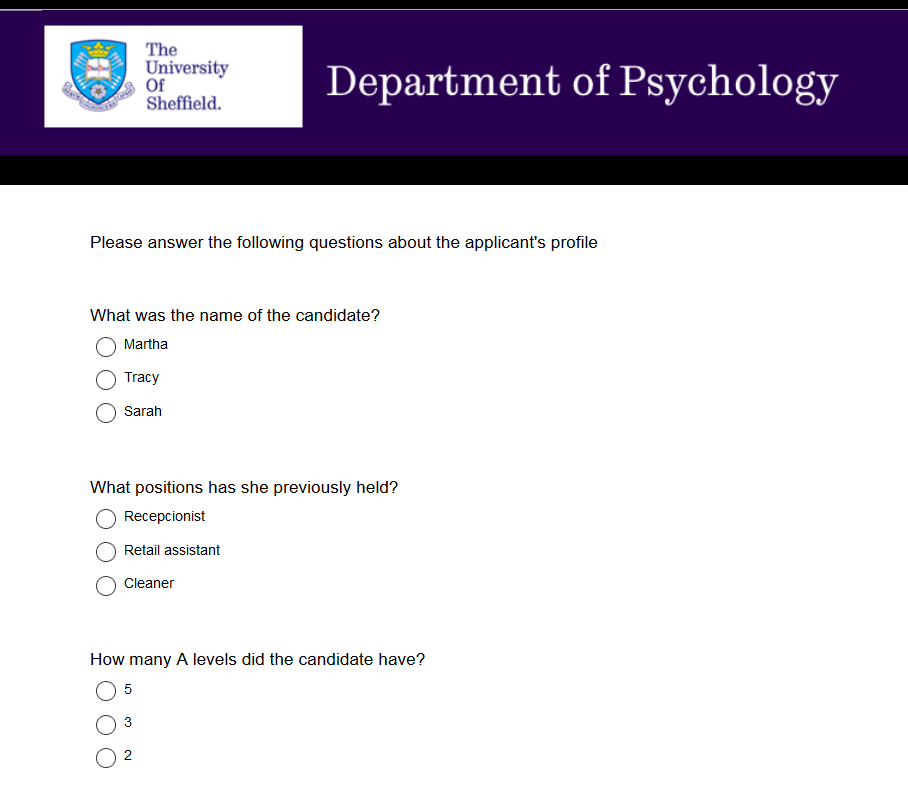 The
University
Of
Sheffield.
Department of Psychology
Please answer the following questions about the applicant's profile
What was the name of the candidate?
Martha
Tracy
Sarah
What positions has she previously held?
Recepcionist
Retail assistant
Cleaner
How many A levels did the candidate have?
5
3
2